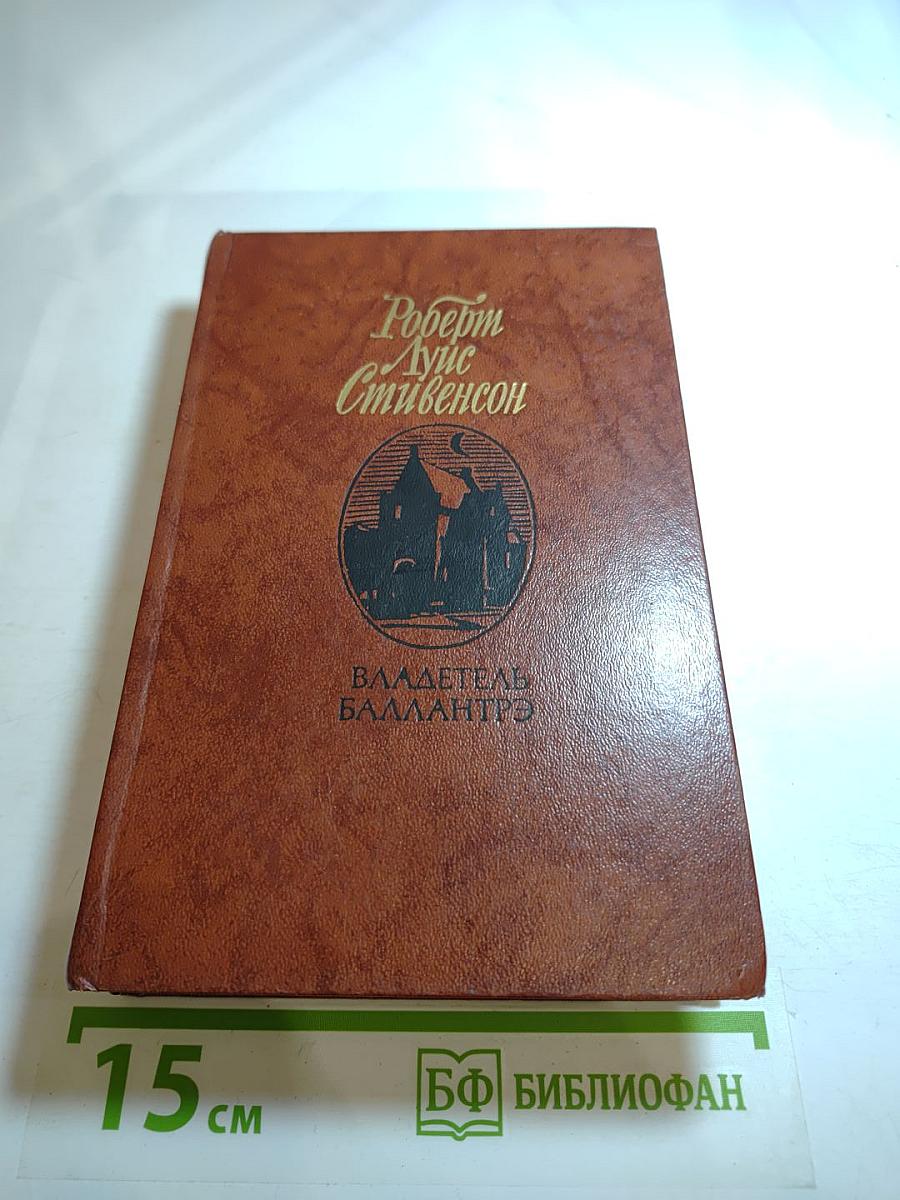 Роберт
Луис
Стивенсон
ВЛАДЕТЕЛЬ
БАЛЛАНТРЭ
15 см
БФ БИБЛИОФАН